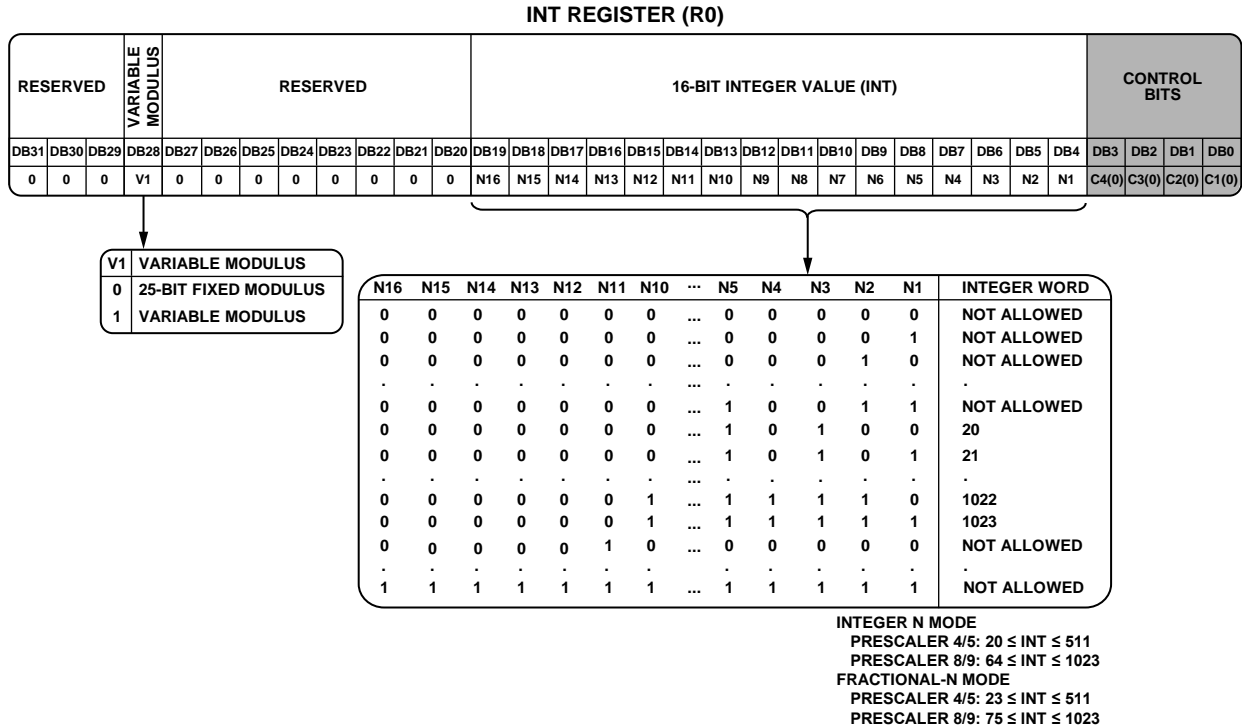 INT REGISTER (R0)
RESERVED
VARIABLE MODULUS
RESERVED
16-BIT INTEGER VALUE (INT)
CONTROL BITS
DB31 DB30 DB29 DB28 DB27 DB26 DB25 DB24 DB23 DB22 DB21 DB20 DB19 DB18 DB17 DB16 DB15 DB14 DB13 DB12 DB11 DB10 DB9 DB8 DB7 DB6 DB5 DB4 DB3 DB2 DB1 DB0
0 0 0 V1 0 0 0 0 0 0 0 0 N16 N15 N14 N13 N12 N11 N10 N9 N8 N7 N6 N5 N4 N3 N2 N1 C4(0) C3(0) C2(0) C1(0)
V1 VARIABLE MODULUS
0 25-BIT FIXED MODULUS
1 VARIABLE MODULUS
N16 N15 N14 N13 N12 N11 N10 ... N5 N4 N3 N2 N1 INTEGER WORD
0 0 0 0 0 0 0 ... 0 0 0 0 0 NOT ALLOWED
0 0 0 0 0 0 0 ... 0 0 0 0 1 NOT ALLOWED
0 0 0 0 0 0 0 ... 0 0 0 1 0 NOT ALLOWED
. . . . . . . ... . . . . . .
0 0 0 0 0 0 0 ... 1 0 0 1 1 NOT ALLOWED
0 0 0 0 0 0 0 ... 1 0 1 0 0 20
0 0 0 0 0 0 0 ... 1 0 1 0 1 21
. . . . . . . ... . . . . . .
0 0 0 0 0 0 1 ... 1 1 1 1 0 1022
0 0 0 0 0 0 1 ... 1 1 1 1 1 1023
0 0 0 0 0 1 0 ... 0 0 0 0 0 NOT ALLOWED
. . . . . . . ... . . . . . .
1 1 1 1 1 1 1 ... 1 1 1 1 1 NOT ALLOWED
INTEGER N MODE
PRESCALER 4/5: 20 ≤ INT ≤ 511
PRESCALER 8/9: 64 ≤ INT ≤ 1023
FRACTIONAL-N MODE
PRESCALER 4/5: 23 ≤ INT ≤ 511
PRESCALER 8/9: 75 ≤ INT ≤ 1023